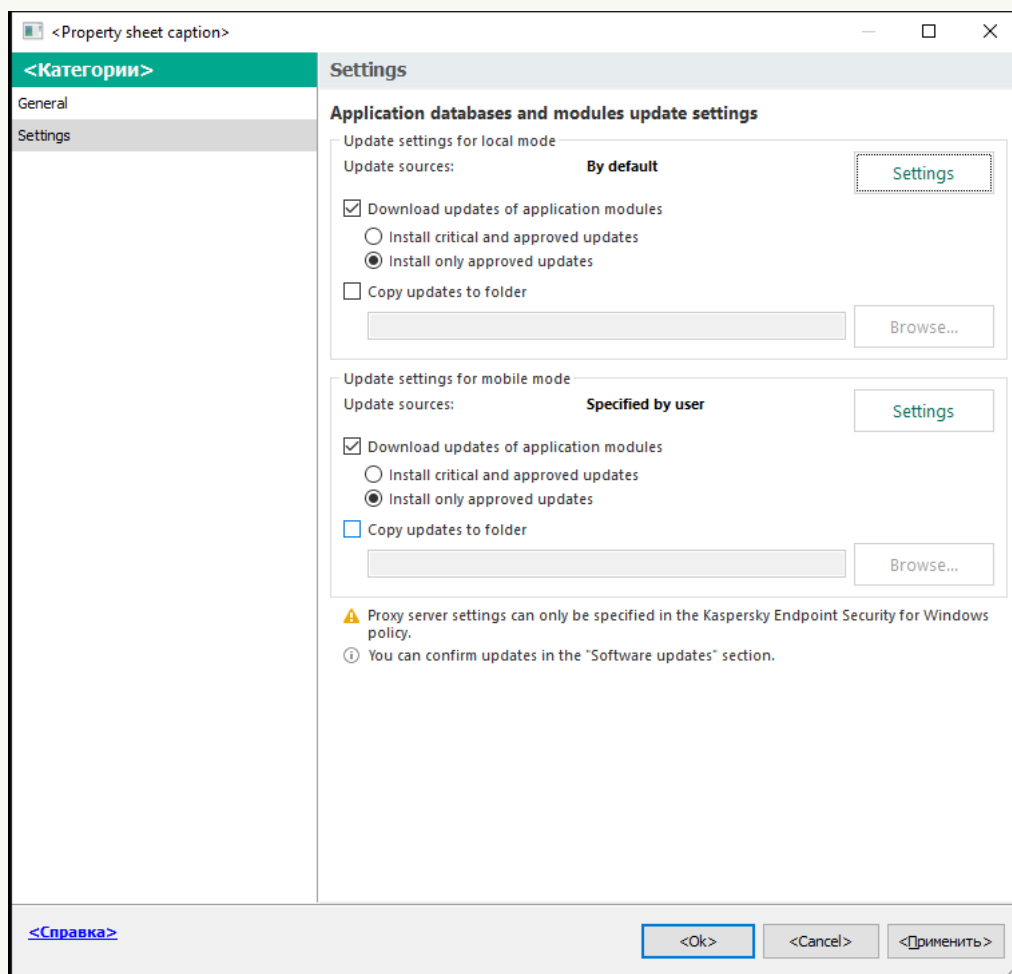 <Property sheet caption>
<Категории>
General
Settings
Settings
Application databases and modules update settings
Update settings for local mode
Update sources: By default Settings
Download updates of application modules
Install critical and approved updates
Install only approved updates
Copy updates to folder
Browse...
Update settings for mobile mode
Update sources: Specified by user Settings
Download updates of application modules
Install critical and approved updates
Install only approved updates
Copy updates to folder
Browse...
Proxy server settings can only be specified in the Kaspersky Endpoint Security for Windows
policy.
You can confirm updates in the "Software updates" section.
<Справка> <Ok> <Cancel> <Применить>